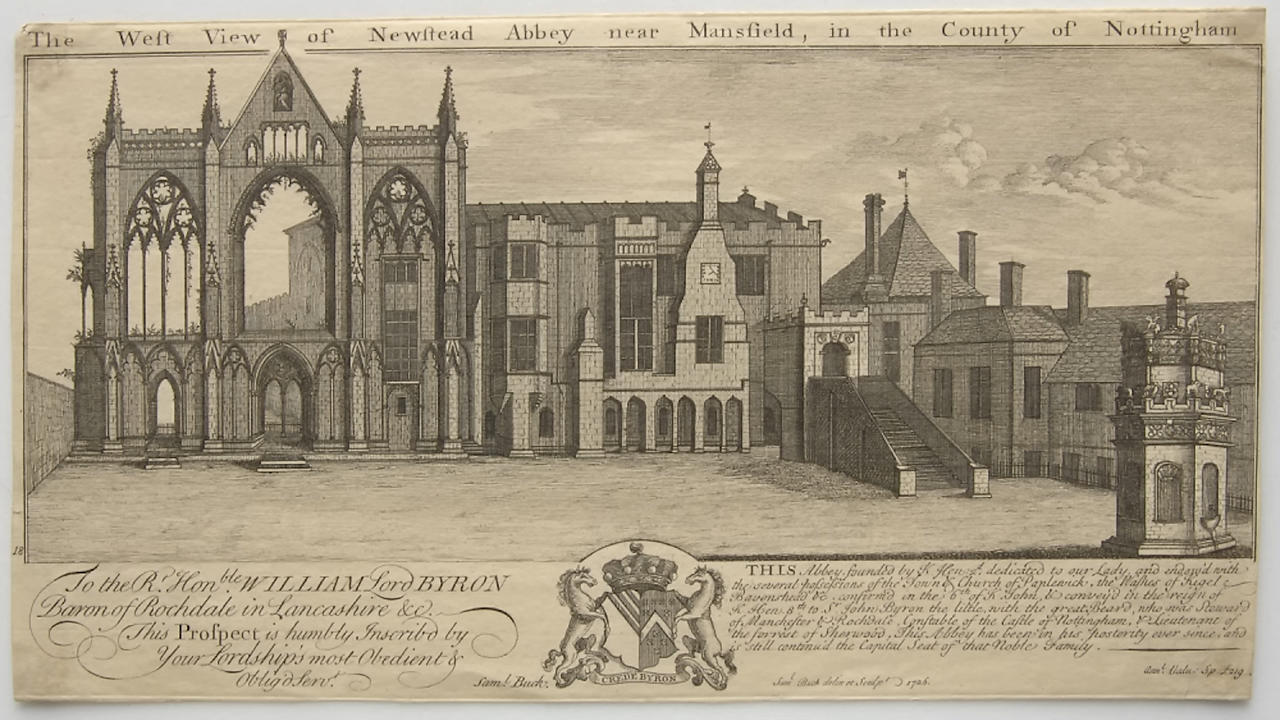 The West View of Newstead Abbey near Mansfield, in the County of Nottingham
18
To the Rt. Honble. WILLIAM Lord BYRON
Baron of Rochdale in Lancashire &c.
This Prospect is humbly Inscrib'd by
Your Lordship's most Obedient &
Oblig'd Servt.
Saml. Buck.
CREDE BYRON
THIS Abbey, founded by K. Hen. 2d. dedicated to our Lady, and endow'd with
the several possessions of the Town & Church of Paplewick, the Wastes of Kigel &
Ravenshead &c. confirm'd in the 6th of K. John, & convey'd in the reign of
K. Hen. 8th to Sr. John Byron the little, with the great Beard, who was Steward
of Manchester & Rochdale, Constable of the Castle of Nottingham, & Lieutenant of
the forrest of Sherwood. This Abbey has been in his posterity ever since, and
is still continu'd the Capital Seat of that Noble Family.
Saml. Buck delin et Sculpt. 1726.